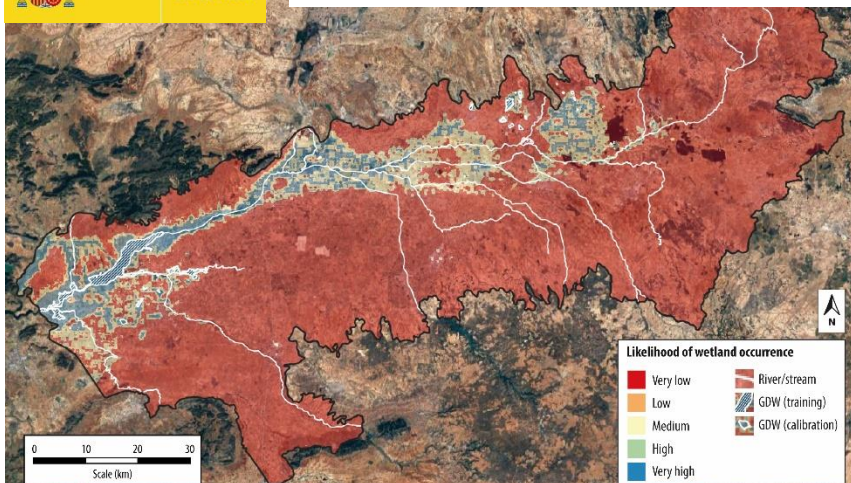 N
Likelihood of wetland occurrence
Very low
Low
Medium
High
Very high
River/stream
GDW (training)
GDW (calibration)
0 10 20 30
Scale (km)